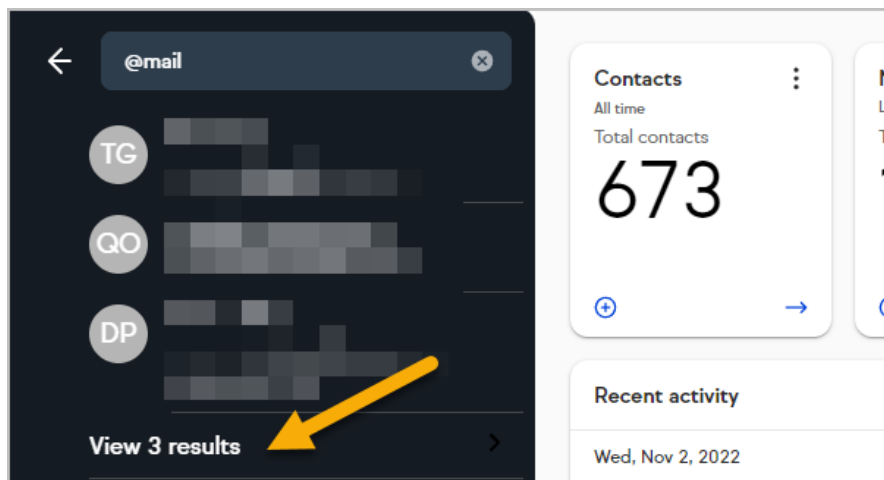 @mail
TG
QO
DP
View 3 results
Contacts
All time
Total contacts
673
Recent activity
Wed, Nov 2, 2022